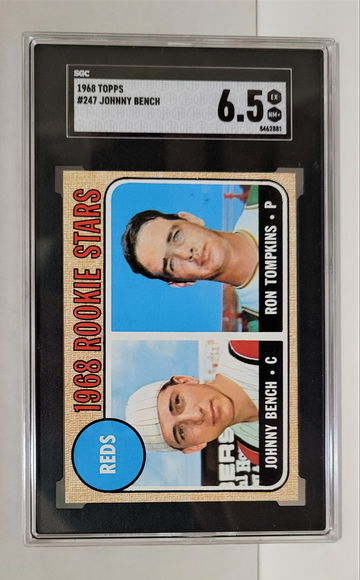 SGC
1968 TOPPS
#247 JOHNNY BENCH
6.5
EX
NM+
8462881
1968 ROOKIE STARS
REDS
RON TOMPKINS • P
JOHNNY BENCH • C